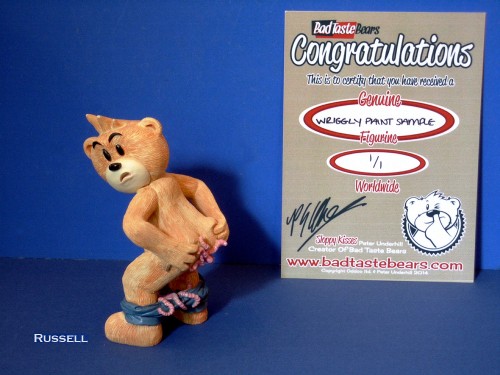 BadTasteBears
Congratulations
This is to certify that you have received a
Genuine
WRIGGLY PAINT SAMPLE
Figurine
1/1
Worldwide
Sloppy Kisses Peter Underhill
Creator Of Bad Taste Bears
www.badtastebears.com
RUSSELL